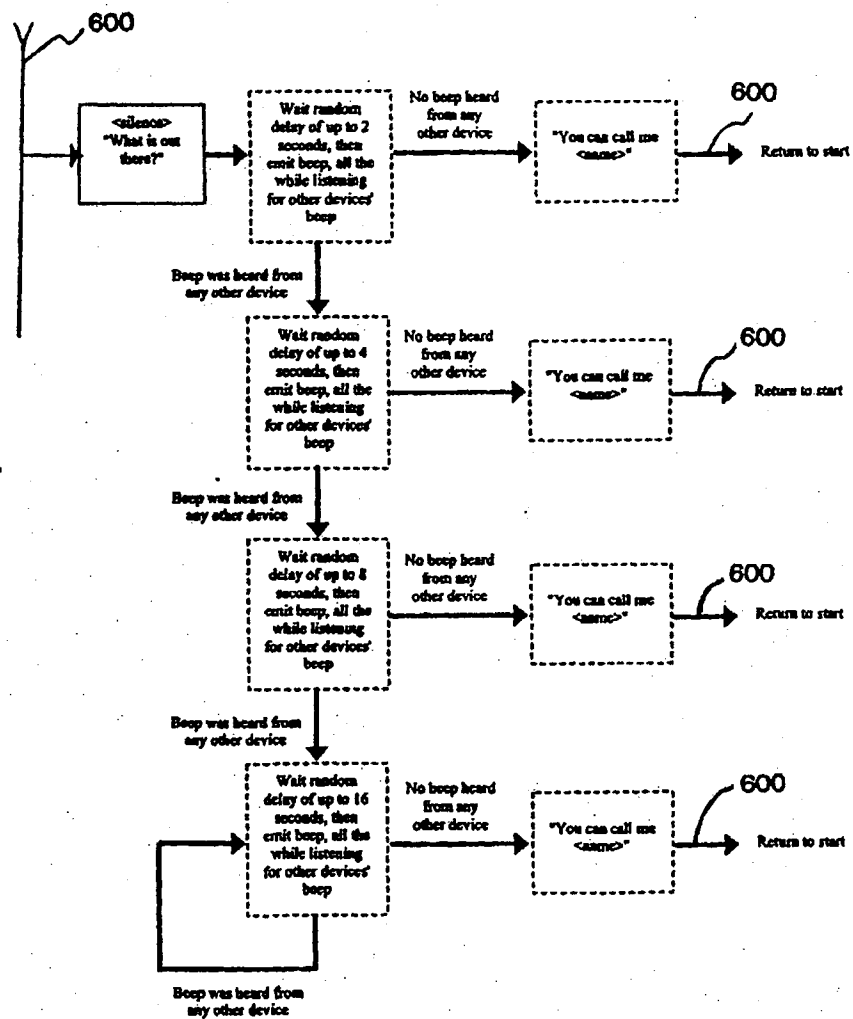 600
<silence>
"What is out
there?"
Wait random
delay of up to 2
seconds, then
emit beep, all the
while listening
for other devices'
beep
No beep heard
from any
other device
"You can call me
<name>"
600
Return to start
Beep was heard from
any other device
Wait random
delay of up to 4
seconds, then
emit beep, all the
while listening
for other devices'
beep
No beep heard
from any
other device
"You can call me
<name>"
600
Return to start
Beep was heard from
any other device
Wait random
delay of up to 8
seconds, then
emit beep, all the
while listening
for other devices'
beep
No beep heard
from any
other device
"You can call me
<name>"
600
Return to start
Beep was heard from
any other device
Wait random
delay of up to 16
seconds, then
emit beep, all the
while listening
for other devices'
beep
No beep heard
from any
other device
"You can call me
<name>"
600
Return to start
Beep was heard from
any other device